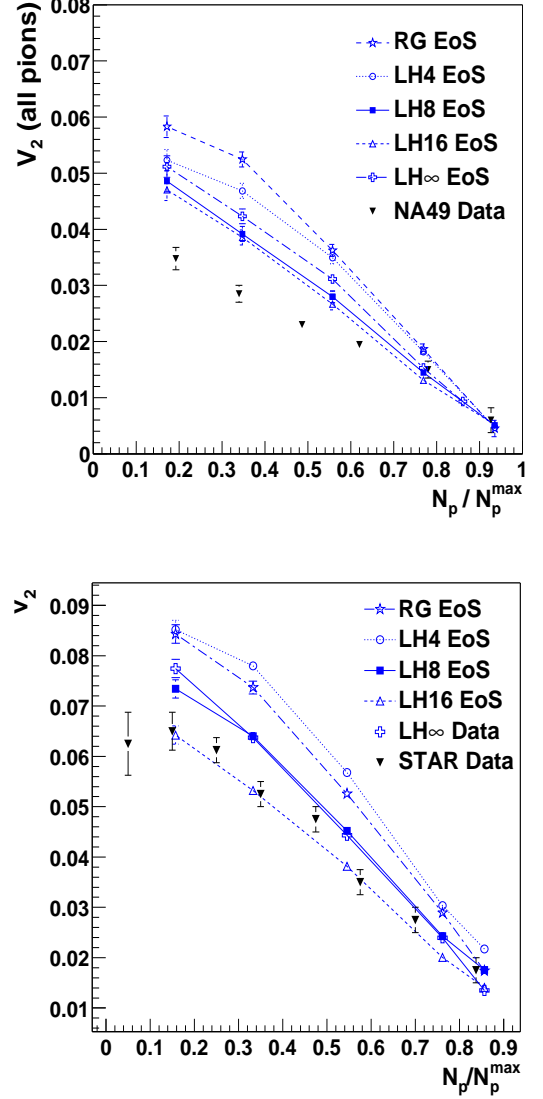 V2 (all pions)
0.08
0.07
0.06
0.05
0.04
0.03
0.02
0.01
0
RG EoS
LH4 EoS
LH8 EoS
LH16 EoS
LH∞ EoS
NA49 Data
0 0.1 0.2 0.3 0.4 0.5 0.6 0.7 0.8 0.9 1
Np / Np^max
v2
0.09
0.08
0.07
0.06
0.05
0.04
0.03
0.02
0.01
RG EoS
LH4 EoS
LH8 EoS
LH16 EoS
LH∞ Data
STAR Data
0 0.1 0.2 0.3 0.4 0.5 0.6 0.7 0.8 0.9
Np/Np^max